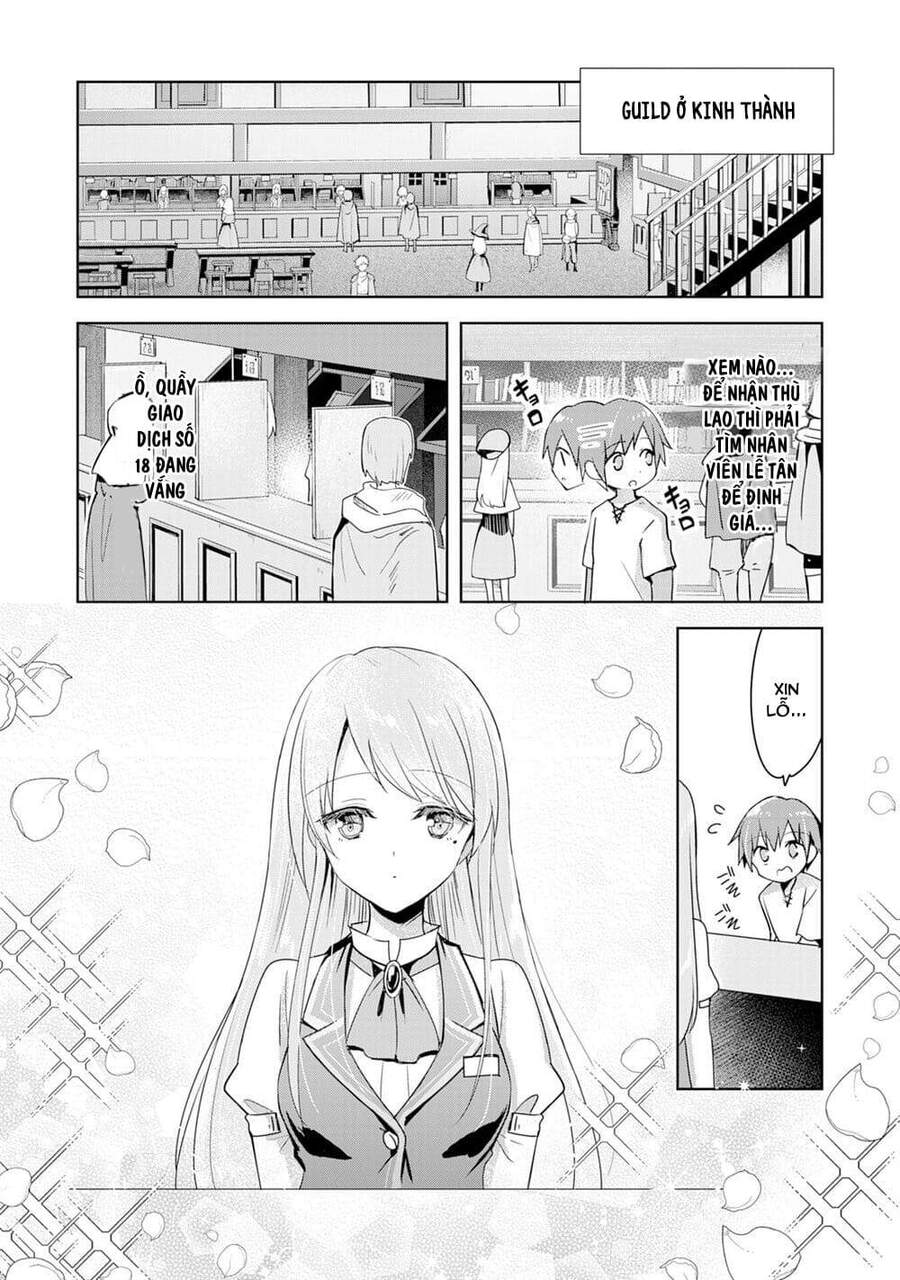 GUILD Ở KINH THÀNH
XEM NÀO...
ĐỂ NHẬN THÙ
LAO THÌ PHẢI
TÌM NHÂN
VIÊN LỄ TÂN
ĐỂ ĐỊNH
GIÁ...
キョロ
キョロ
Ồ, QUẦY
GIAO
DỊCH SỐ
18 ĐANG
VẮNG
XIN
LỖ...